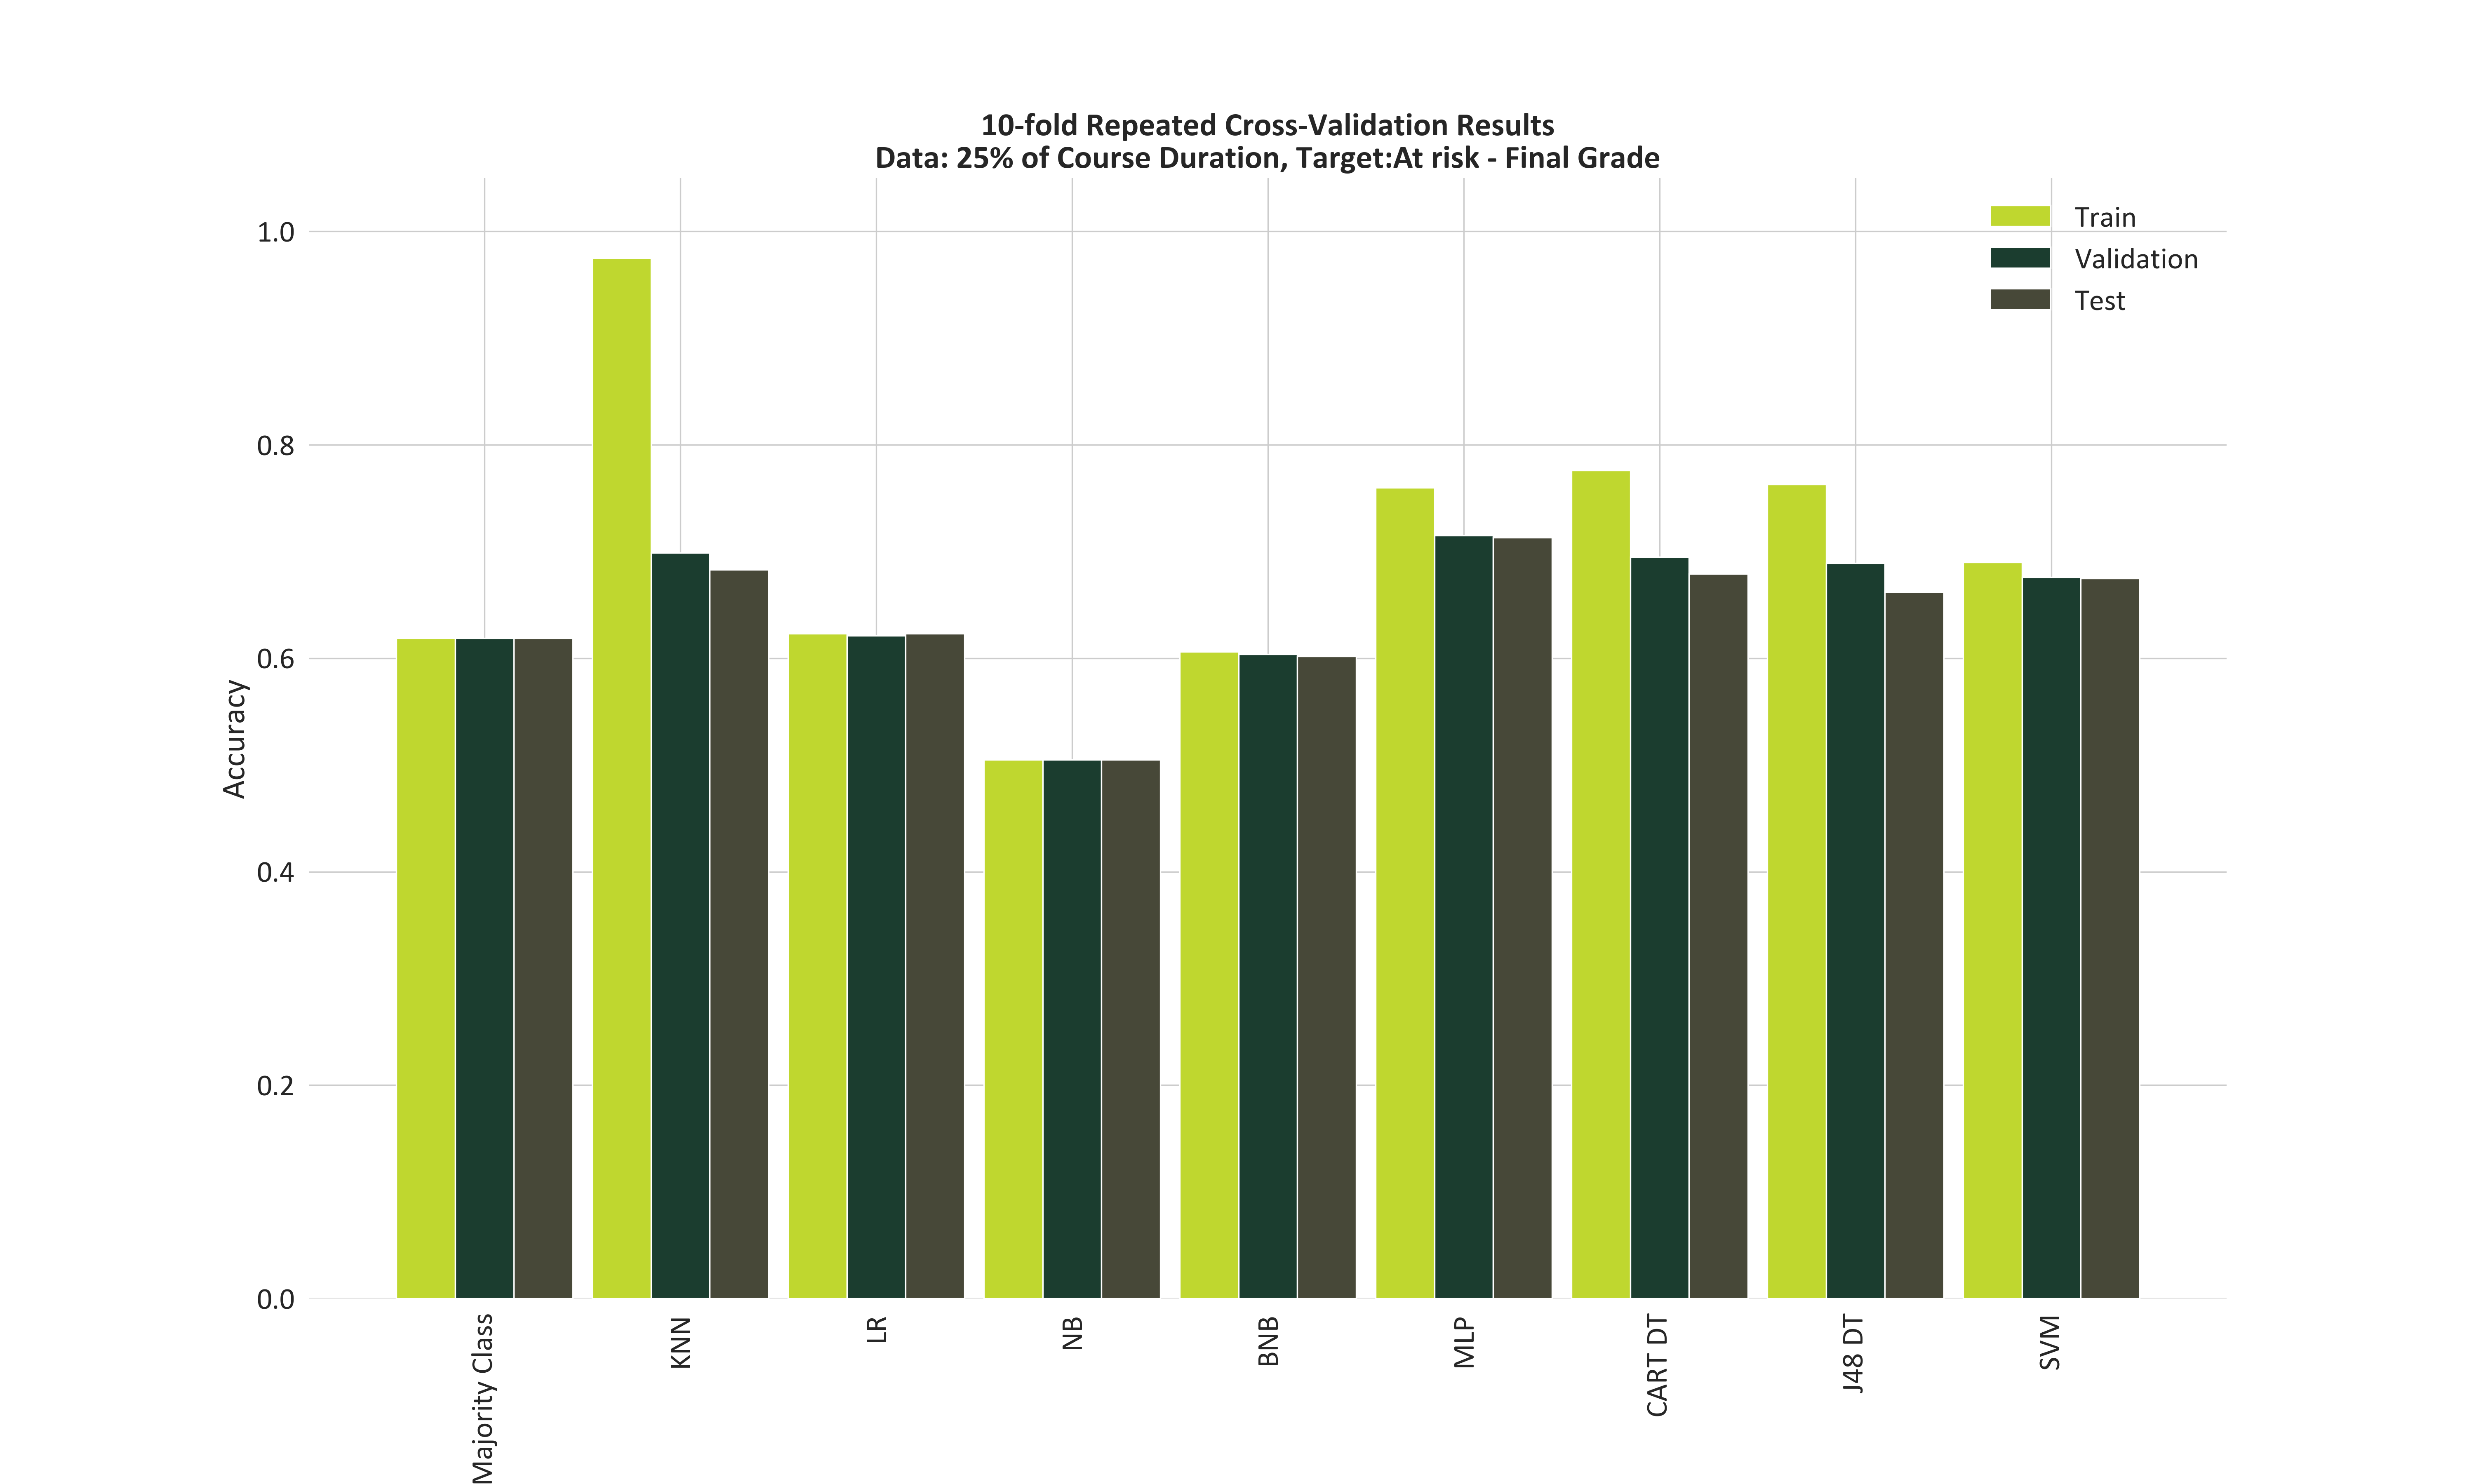 10-fold Repeated Cross-Validation Results
Data: 25% of Course Duration, Target:At risk - Final Grade
Train
Validation
Test
Accuracy
1.0
0.8
0.6
0.4
0.2
0.0
Majority Class
KNN
LR
NB
BNB
MLP
CART DT
J48 DT
SVM